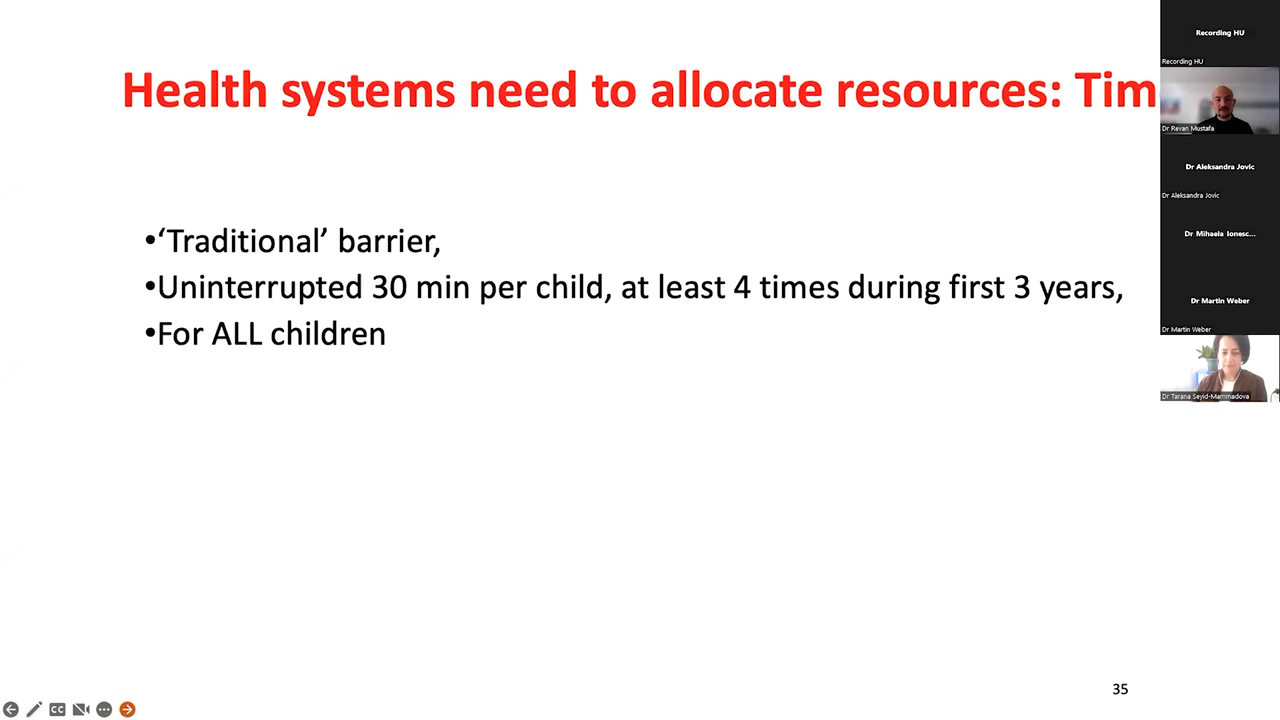 Health systems need to allocate resources: Tim
•‘Traditional’ barrier,
•Uninterrupted 30 min per child, at least 4 times during first 3 years,
•For ALL children
35
CC
Recording HU
Recording HU
Dr Revan Mustafa
Dr Aleksandra Jovic
Dr Aleksandra Jovic
Dr Mihaela Ionesc...
Dr Martin Weber
Dr Martin Weber
Dr Tarana Seyid-Mammadova